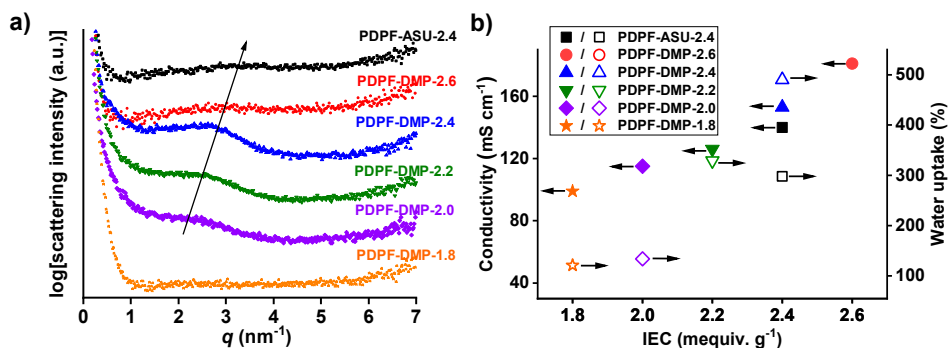 a)
log[scattering intensity (a.u.)]
PDPF-ASU-2.4
PDPF-DMP-2.6
PDPF-DMP-2.4
PDPF-DMP-2.2
PDPF-DMP-2.0
PDPF-DMP-1.8
0 1 2 3 4 5 6 7
q (nm⁻¹)
b)
Conductivity (mS cm⁻¹)
160
120
80
40
/ PDPF-ASU-2.4
/ PDPF-DMP-2.6
/ PDPF-DMP-2.4
/ PDPF-DMP-2.2
/ PDPF-DMP-2.0
/ PDPF-DMP-1.8
500
400
300
200
100
Water uptake (%)
1.8 2.0 2.2 2.4 2.6
IEC (mequiv. g⁻¹)